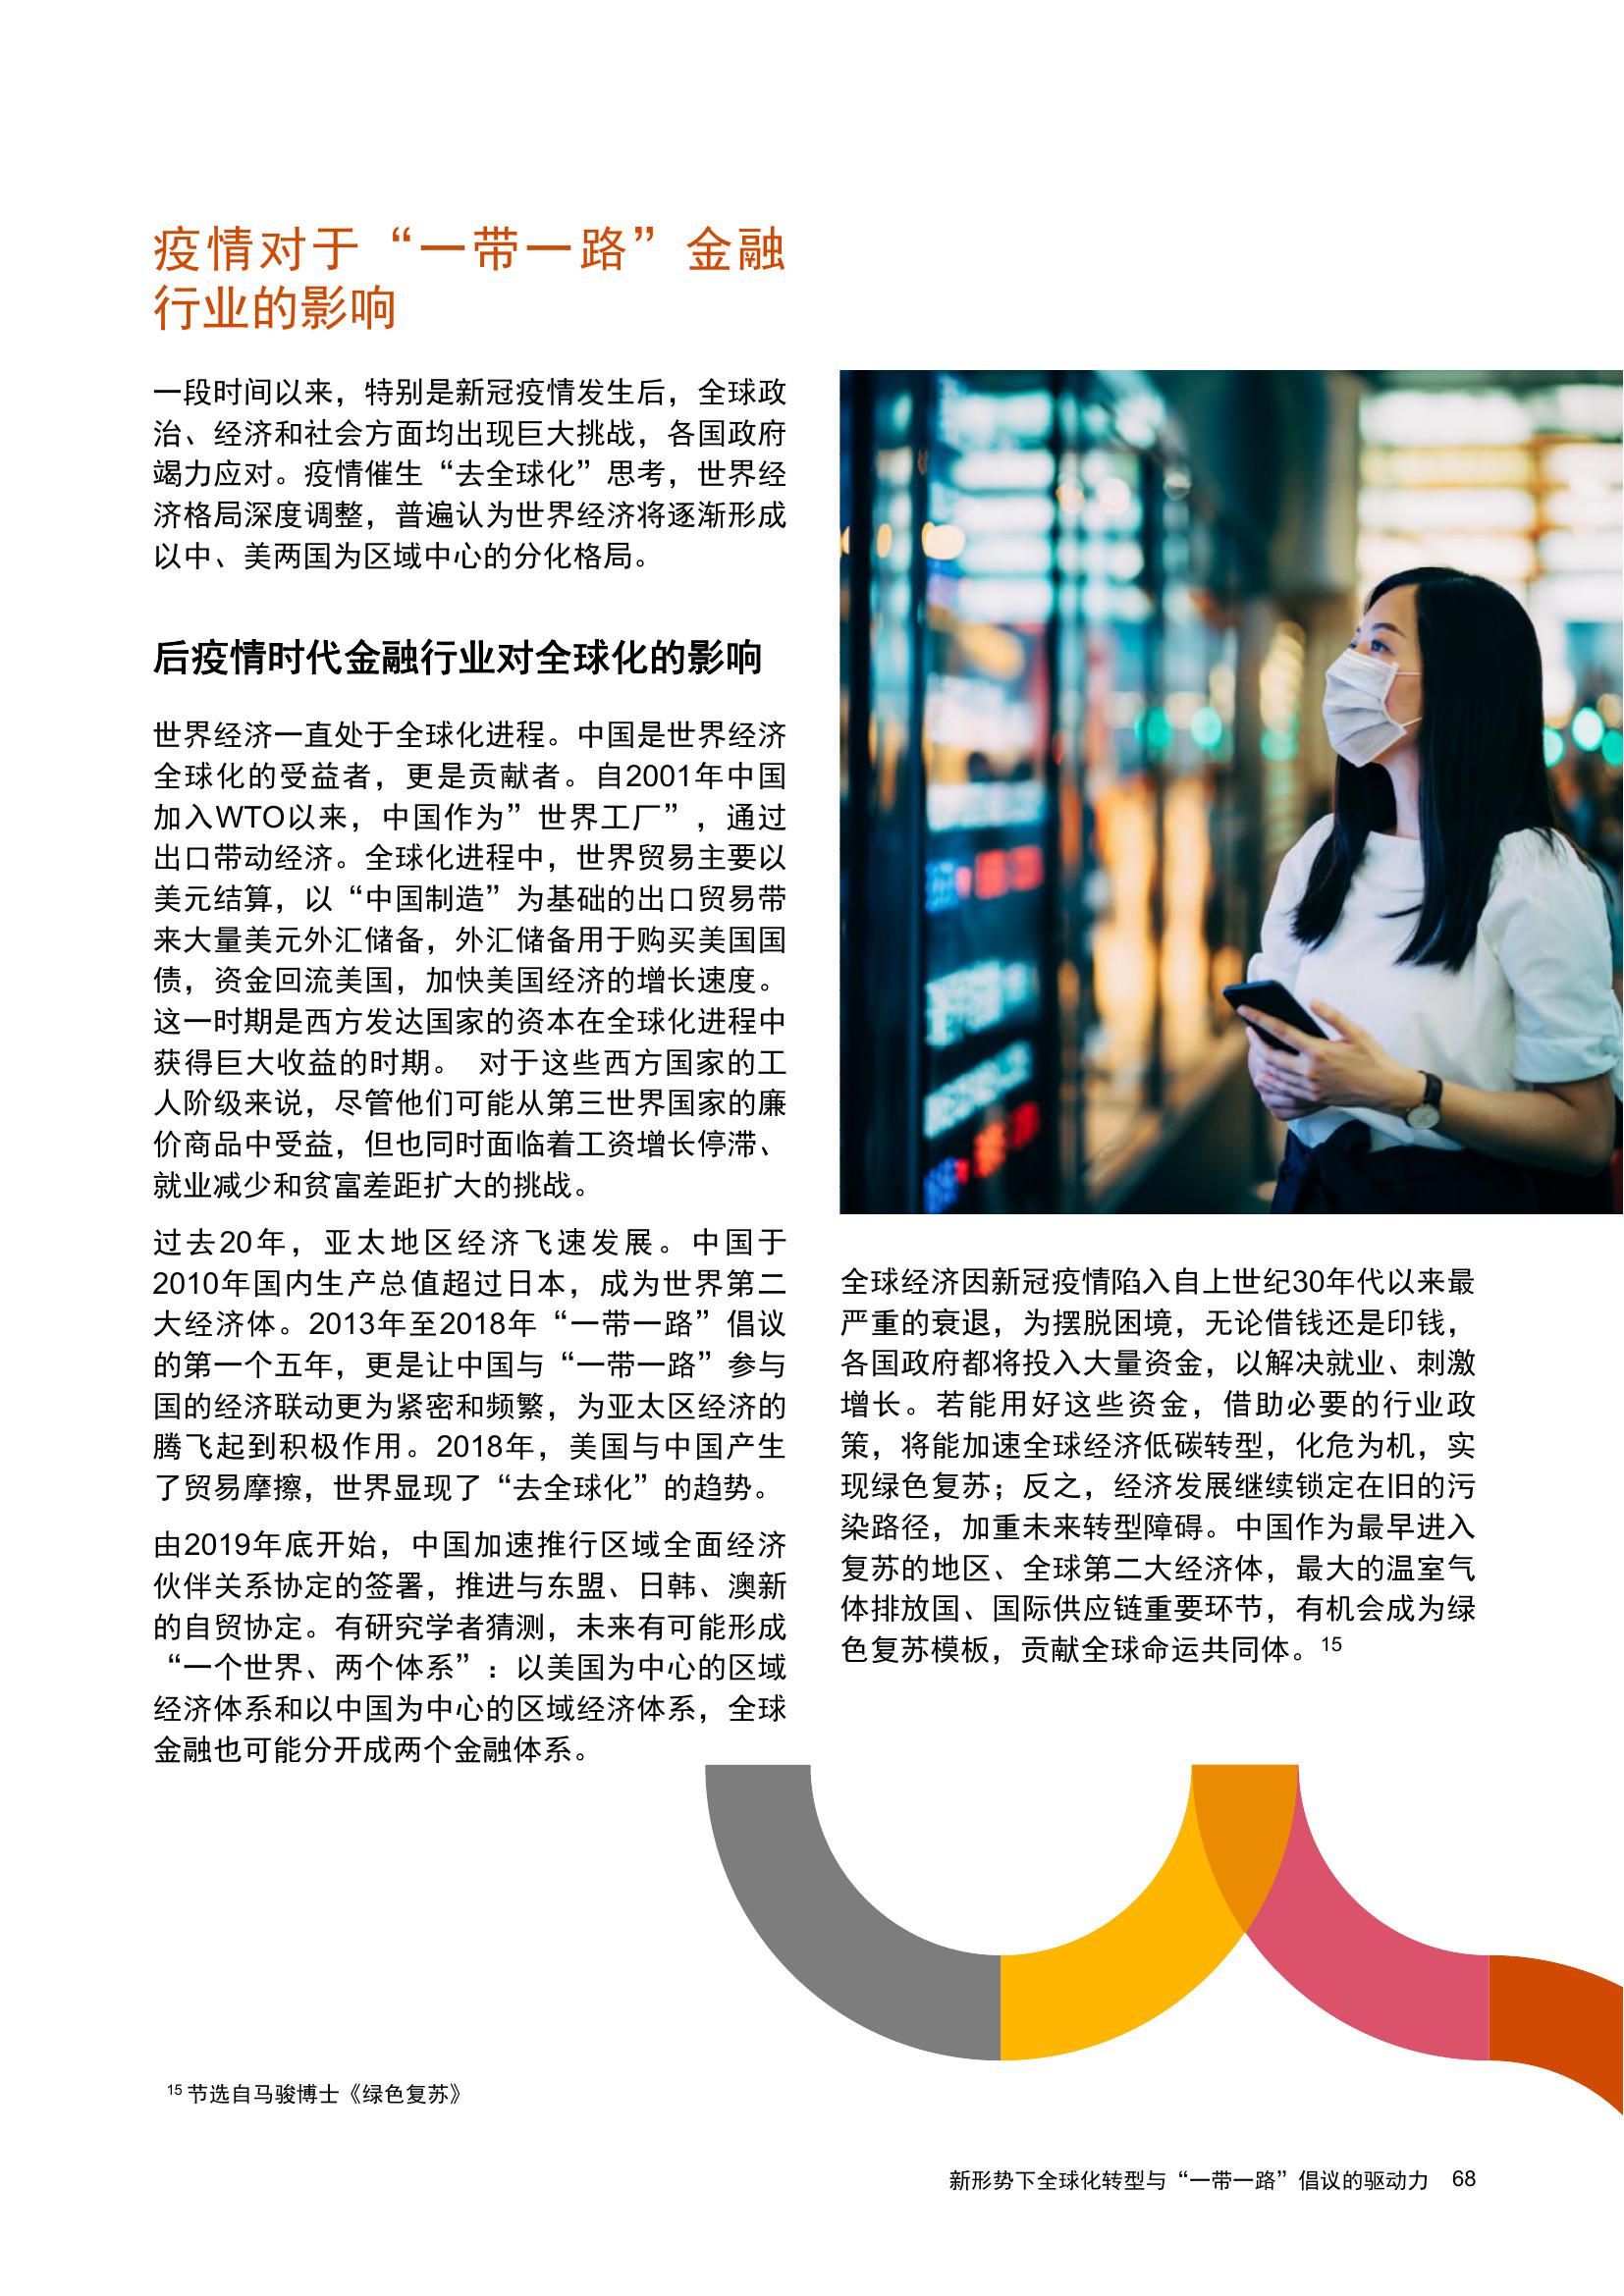 疫情对于“一带一路”金融
行业的影响
一段时间以来，特别是新冠疫情发生后，全球政
治、经济和社会方面均出现巨大挑战，各国政府
竭力应对。疫情催生“去全球化”思考，世界经
济格局深度调整，普遍认为世界经济将逐渐形成
以中、美两国为区域中心的分化格局。
后疫情时代金融行业对全球化的影响
世界经济一直处于全球化进程。中国是世界经济
全球化的受益者，更是贡献者。自2001年中国
加入WTO以来，中国作为”世界工厂”，通过
出口带动经济。全球化进程中，世界贸易主要以
美元结算，以“中国制造”为基础的出口贸易带
来大量美元外汇储备，外汇储备用于购买美国国
债，资金回流美国，加快美国经济的增长速度。
这一时期是西方发达国家的资本在全球化进程中
获得巨大收益的时期。 对于这些西方国家的工
人阶级来说，尽管他们可能从第三世界国家的廉
价商品中受益，但也同时面临着工资增长停滞、
就业减少和贫富差距扩大的挑战。
过去20年，亚太地区经济飞速发展。中国于
2010年国内生产总值超过日本，成为世界第二
大经济体。2013年至2018年“一带一路”倡议
的第一个五年，更是让中国与“一带一路”参与
国的经济联动更为紧密和频繁，为亚太区经济的
腾飞起到积极作用。2018年，美国与中国产生
了贸易摩擦，世界显现了“去全球化”的趋势。
由2019年底开始，中国加速推行区域全面经济
伙伴关系协定的签署，推进与东盟、日韩、澳新
的自贸协定。有研究学者猜测，未来有可能形成
“一个世界、两个体系”：以美国为中心的区域
经济体系和以中国为中心的区域经济体系，全球
金融也可能分开成两个金融体系。
全球经济因新冠疫情陷入自上世纪30年代以来最
严重的衰退，为摆脱困境，无论借钱还是印钱，
各国政府都将投入大量资金，以解决就业、刺激
增长。若能用好这些资金，借助必要的行业政
策，将能加速全球经济低碳转型，化危为机，实
现绿色复苏；反之，经济发展继续锁定在旧的污
染路径，加重未来转型障碍。中国作为最早进入
复苏的地区、全球第二大经济体，最大的温室气
体排放国、国际供应链重要环节，有机会成为绿
色复苏模板，贡献全球命运共同体。15
15 节选自马骏博士《绿色复苏》
新形势下全球化转型与“一带一路”倡议的驱动力 68